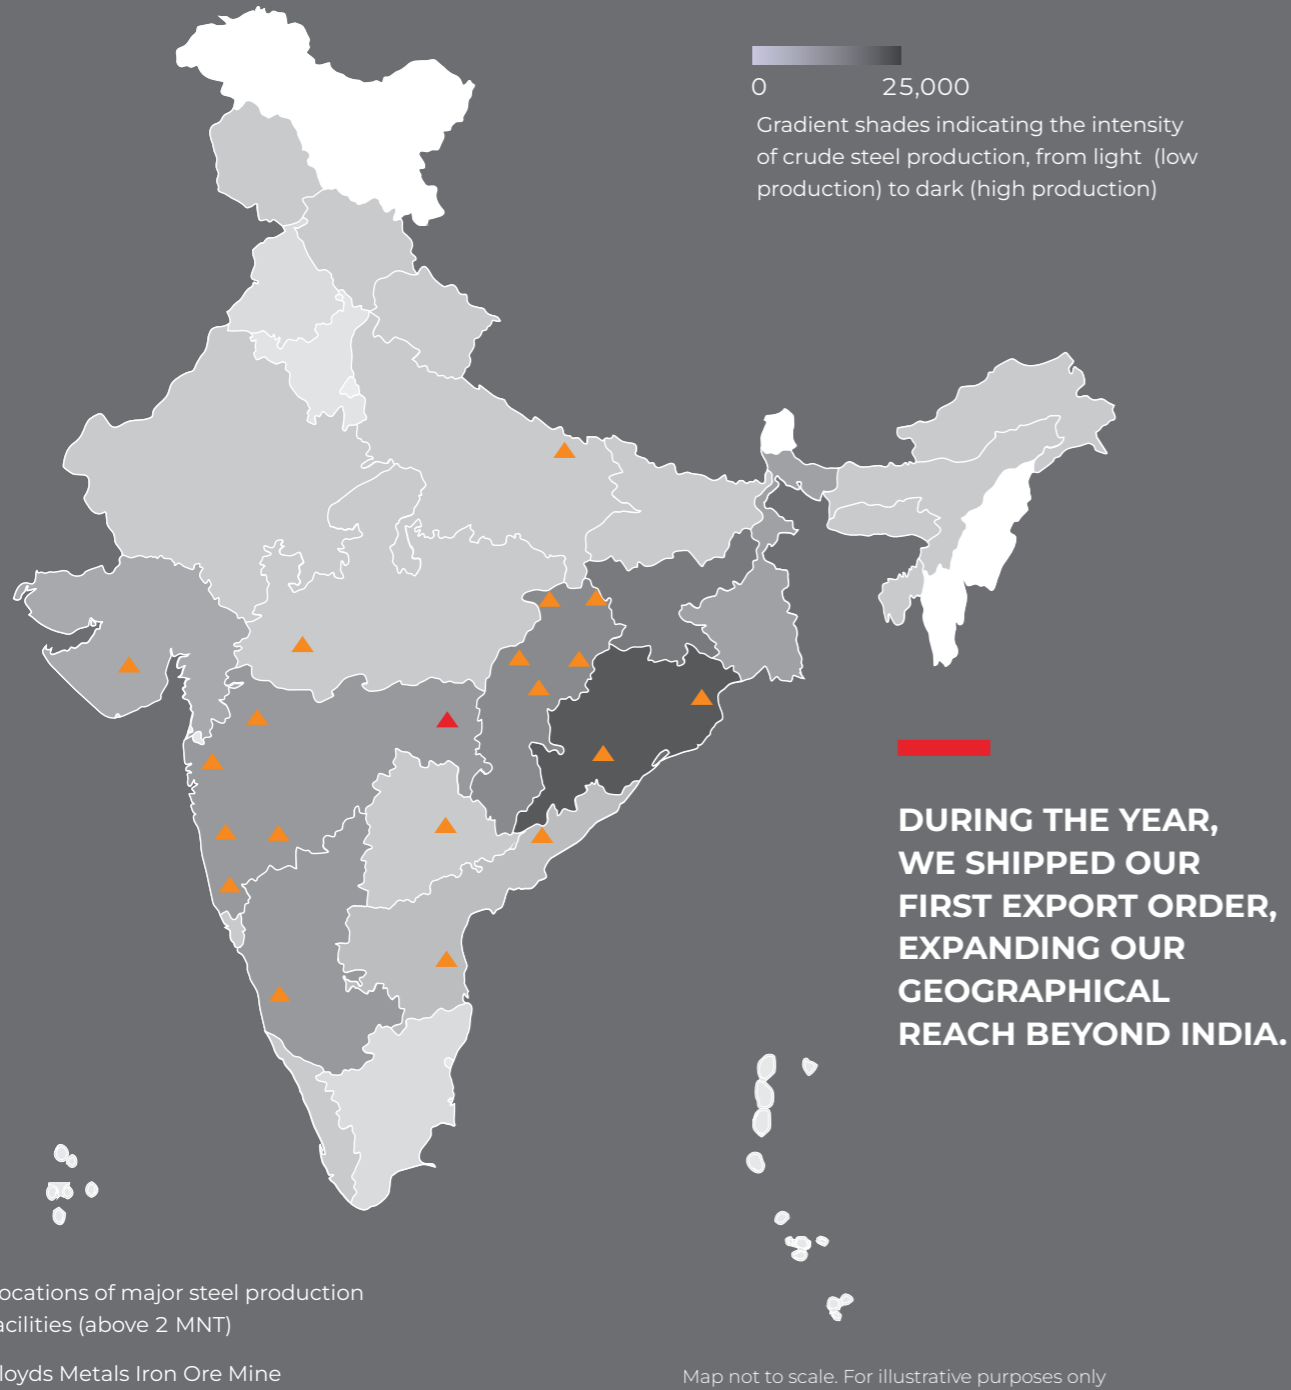 0 25,000
Gradient shades indicating the intensity
of crude steel production, from light (low
production) to dark (high production)
DURING THE YEAR,
WE SHIPPED OUR
FIRST EXPORT ORDER,
EXPANDING OUR
GEOGRAPHICAL
REACH BEYOND INDIA.
ocations of major steel production
acilities (above 2 MNT)
loyds Metals Iron Ore Mine
Map not to scale. For illustrative purposes only